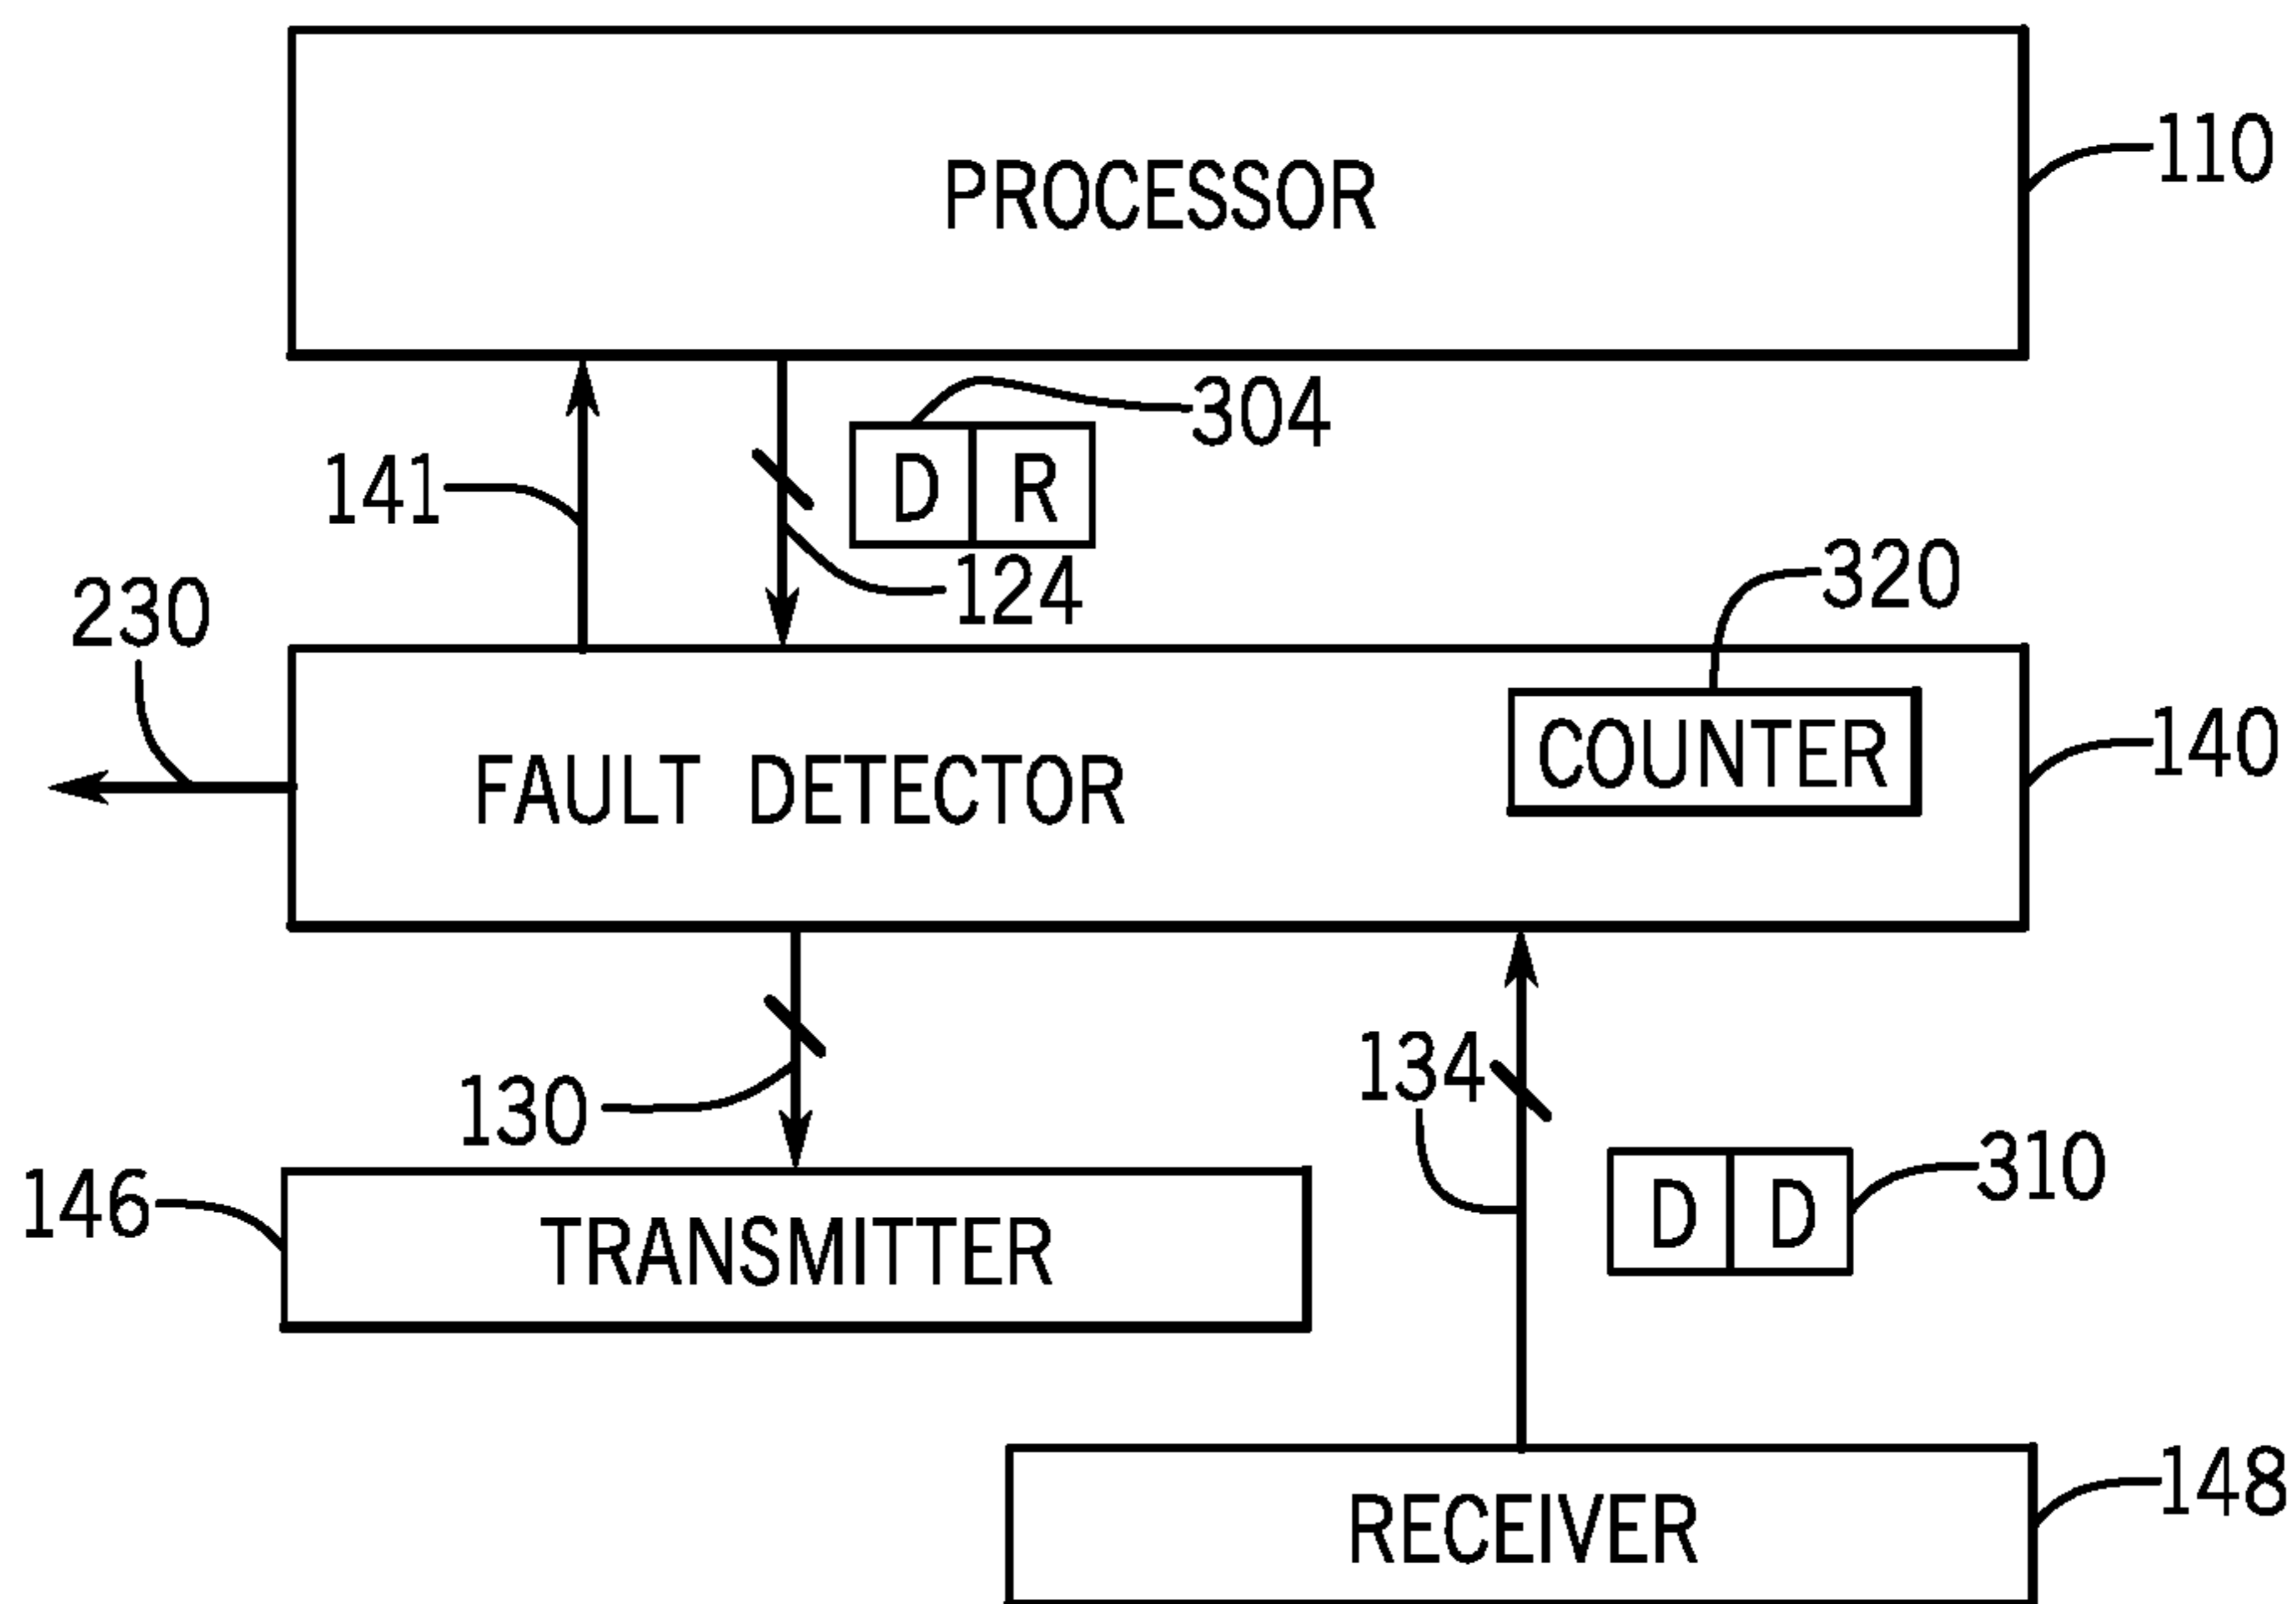 PROCESSOR
110
304
D R
141
124
320
230
COUNTER
FAULT DETECTOR
140
134
130
310
D D
146
TRANSMITTER
148
RECEIVER